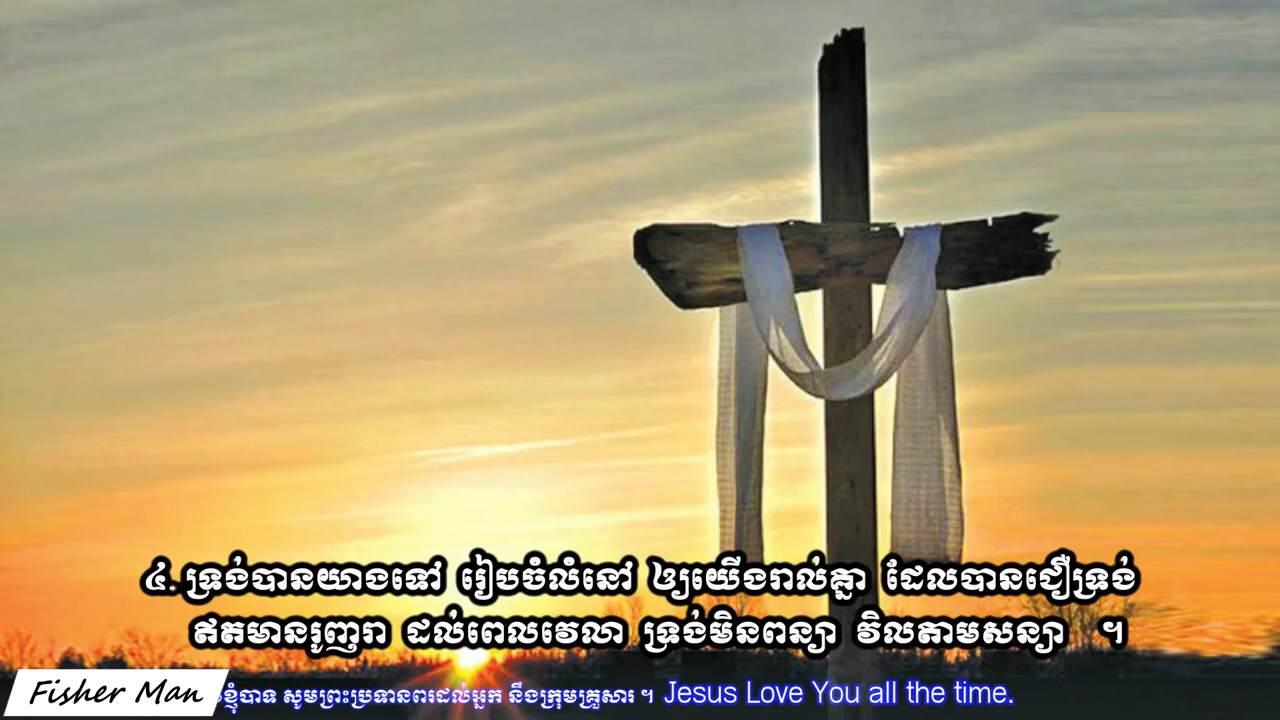 ៤. ទ្រង់បានយាងទៅ រៀបចំលំនៅ ឲ្យយើងរាល់គ្នា ដែលបានជឿទ្រង់
ឥតមានរួញរា ដល់ពេលវេលា ទ្រង់មិនពន្យា វិលតាមសន្យា ។
ខ្ញុំបាទ សូមព្រះប្រទានពរដល់អ្នក នឹងក្រុមគ្រួសារ ។ Jesus Love You all the time.
Fisher Man